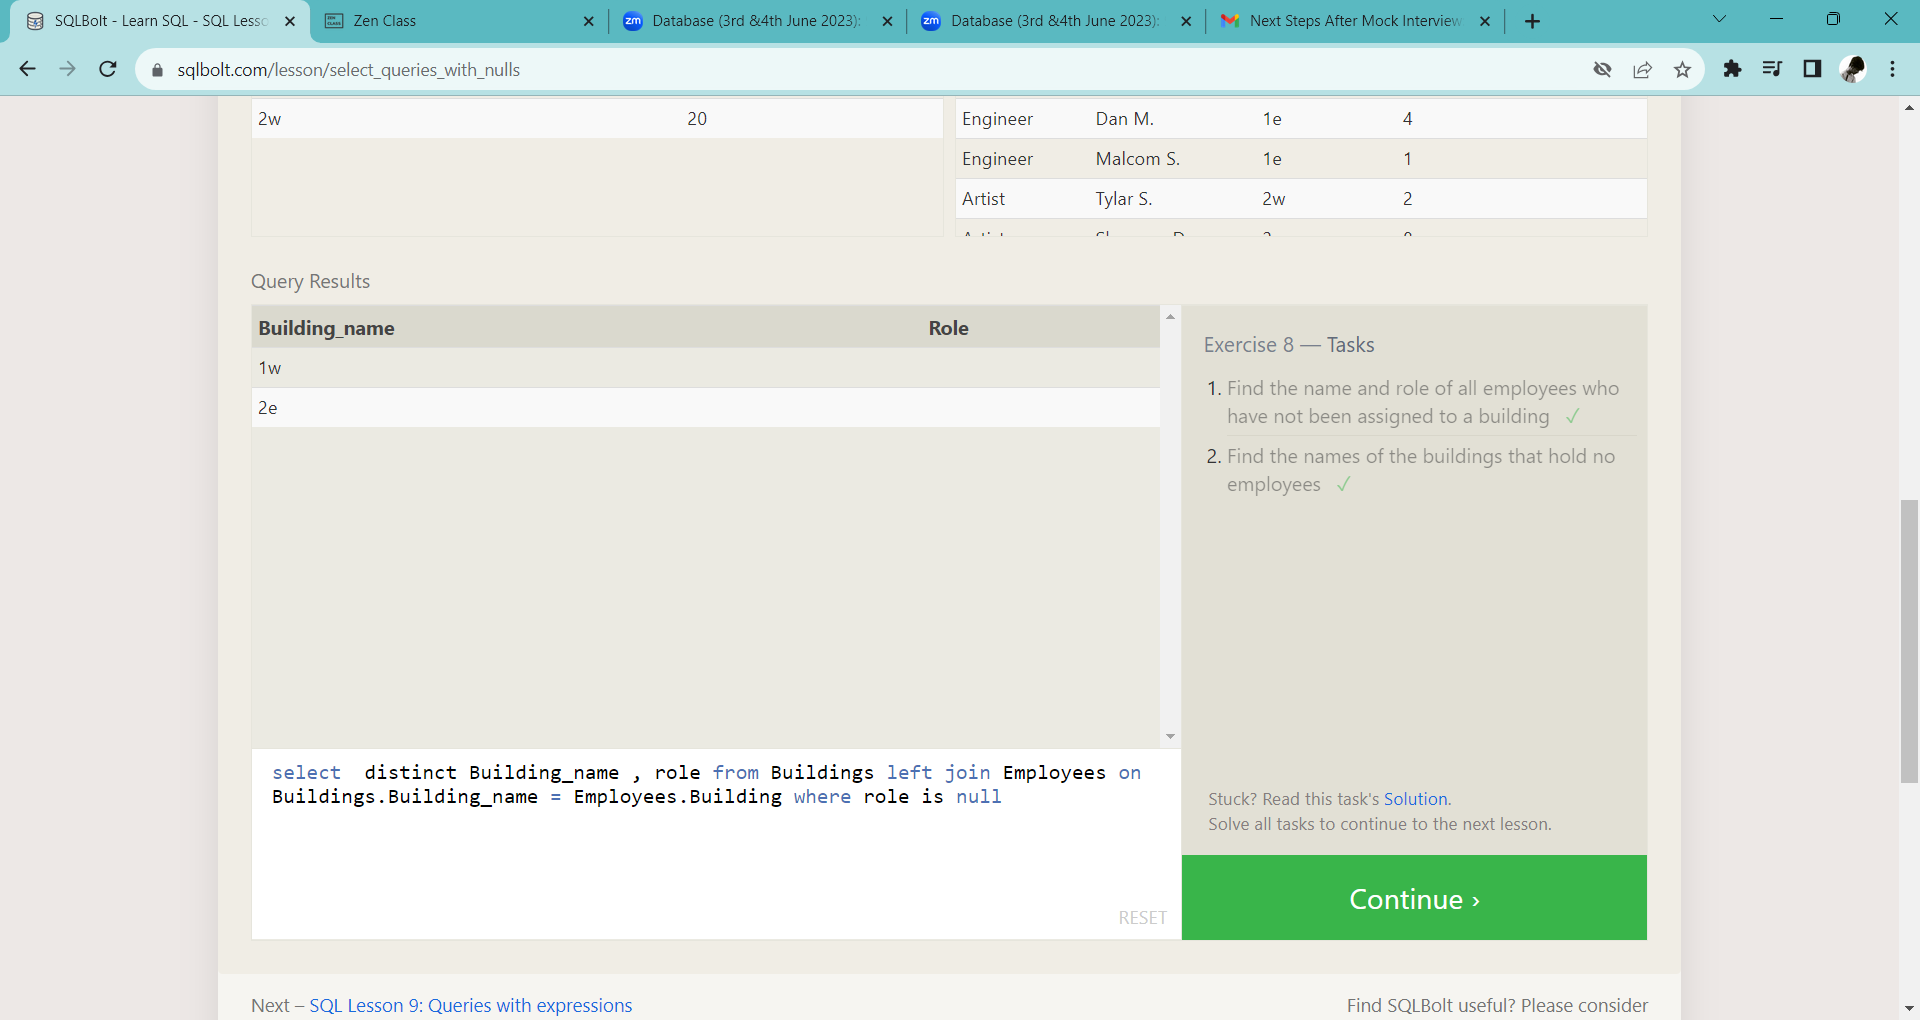 SQLBolt - Learn SQL - SQL Lesso
Zen Class
Database (3rd &4th June 2023):
Database (3rd &4th June 2023):
Next Steps After Mock Interview
sqlbolt.com/lesson/select_queries_with_nulls
2w 20
Engineer Dan M. 1e 4
Engineer Malcom S. 1e 1
Artist Tylar S. 2w 2
Query Results
Building_name Role
1w
2e
Exercise 8 — Tasks
1. Find the name and role of all employees who
have not been assigned to a building ✓
2. Find the names of the buildings that hold no
employees ✓
select  distinct Building_name , role from Buildings left join Employees on
Buildings.Building_name = Employees.Building where role is null
RESET
Stuck? Read this task's Solution.
Solve all tasks to continue to the next lesson.
Continue ›
Next – SQL Lesson 9: Queries with expressions
Find SQLBolt useful? Please consider